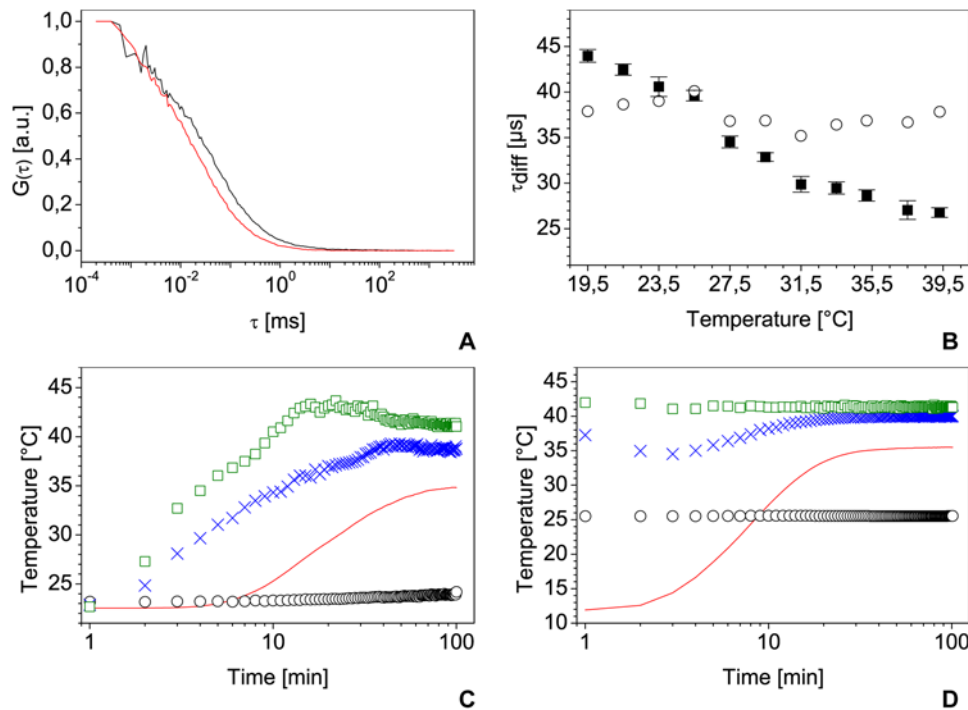 1,0
0,8
0,6
0,4
0,2
0,0
G(τ) [a.u.]
10⁻⁴ 10⁻² 10⁰ 10²
τ [ms]
A
45
40
35
30
25
τdiff [µs]
19,5 23,5 27,5 31,5 35,5 39,5
Temperature [°C]
B
45
40
35
30
25
Temperature [°C]
1 10 100
Time [min]
C
45
40
35
30
25
20
15
10
Temperature [°C]
1 10 100
Time [min]
D